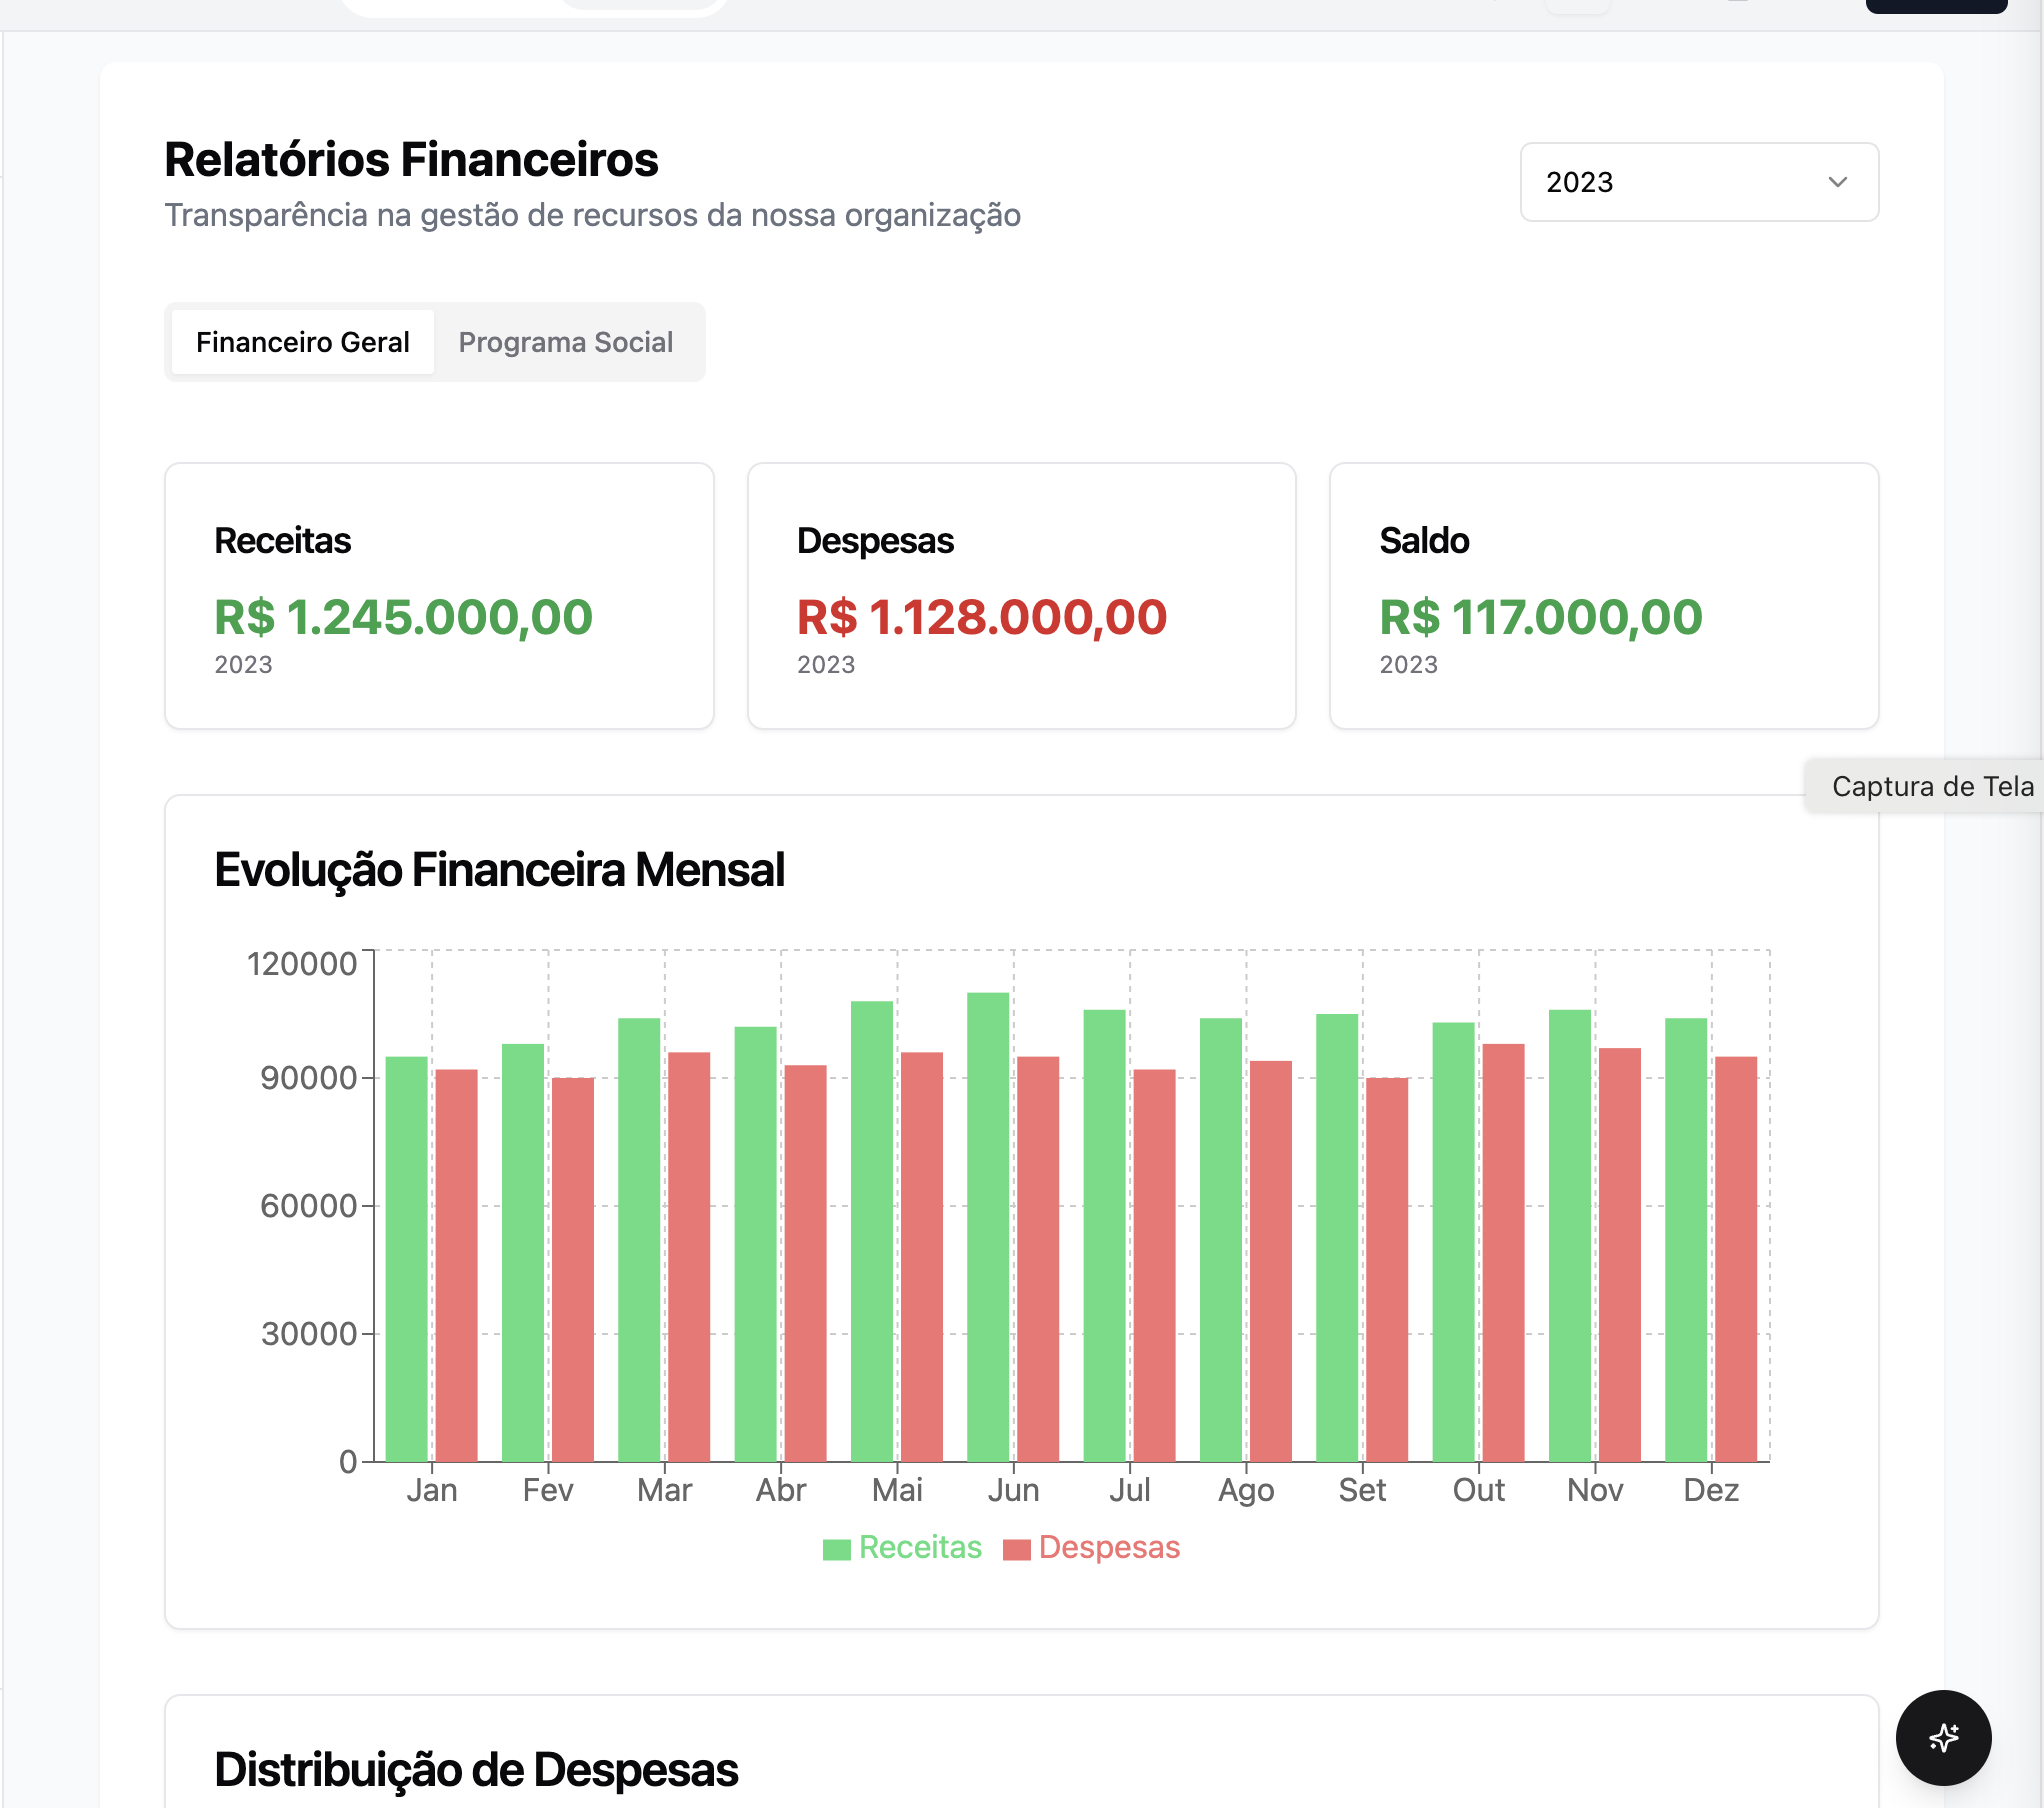 Relatórios Financeiros
Transparência na gestão de recursos da nossa organização
2023
Financeiro Geral Programa Social
Receitas
R$ 1.245.000,00
2023
Despesas
R$ 1.128.000,00
2023
Saldo
R$ 117.000,00
2023
Captura de Tela
Evolução Financeira Mensal
120000
90000
60000
30000
0
Jan Fev Mar Abr Mai Jun Jul Ago Set Out Nov Dez
Receitas Despesas
Distribuição de Despesas